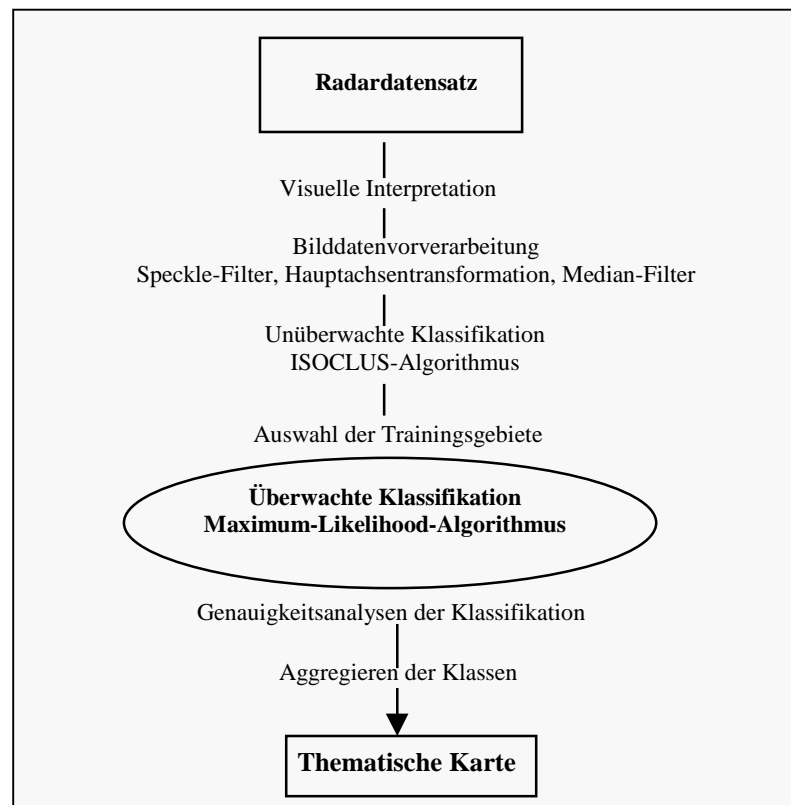 Radardatensatz
Visuelle Interpretation
Bilddatenvorverarbeitung
Speckle-Filter, Hauptachsentransformation, Median-Filter
Unüberwachte Klassifikation
ISOCLUS-Algorithmus
Auswahl der Trainingsgebiete
Überwachte Klassifikation
Maximum-Likelihood-Algorithmus
Genauigkeitsanalysen der Klassifikation
Aggregieren der Klassen
Thematische Karte